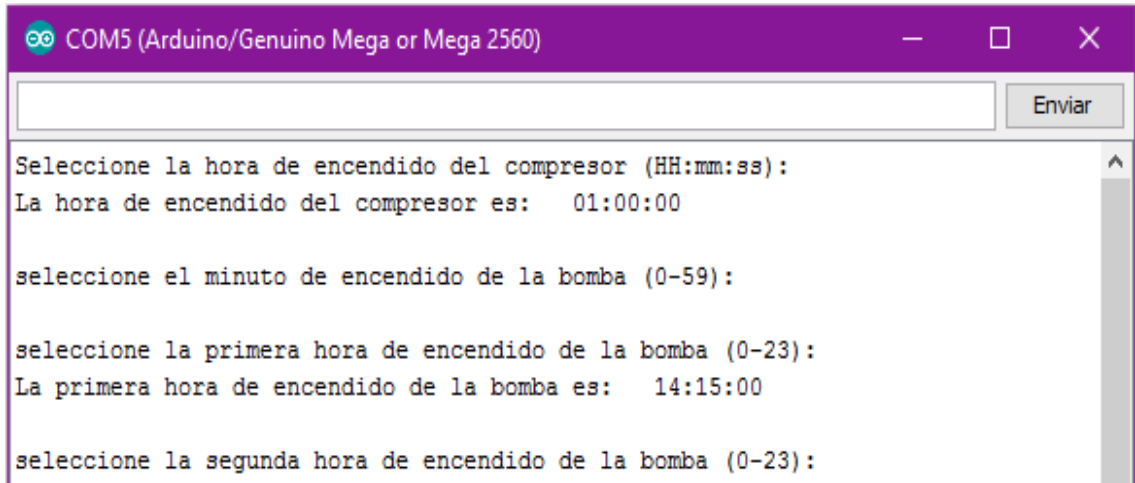 COM5 (Arduino/Genuino Mega or Mega 2560)
Enviar
Seleccione la hora de encendido del compresor (HH:mm:ss):
La hora de encendido del compresor es:   01:00:00
seleccione el minuto de encendido de la bomba (0-59):
seleccione la primera hora de encendido de la bomba (0-23):
La primera hora de encendido de la bomba es:   14:15:00
seleccione la segunda hora de encendido de la bomba (0-23):